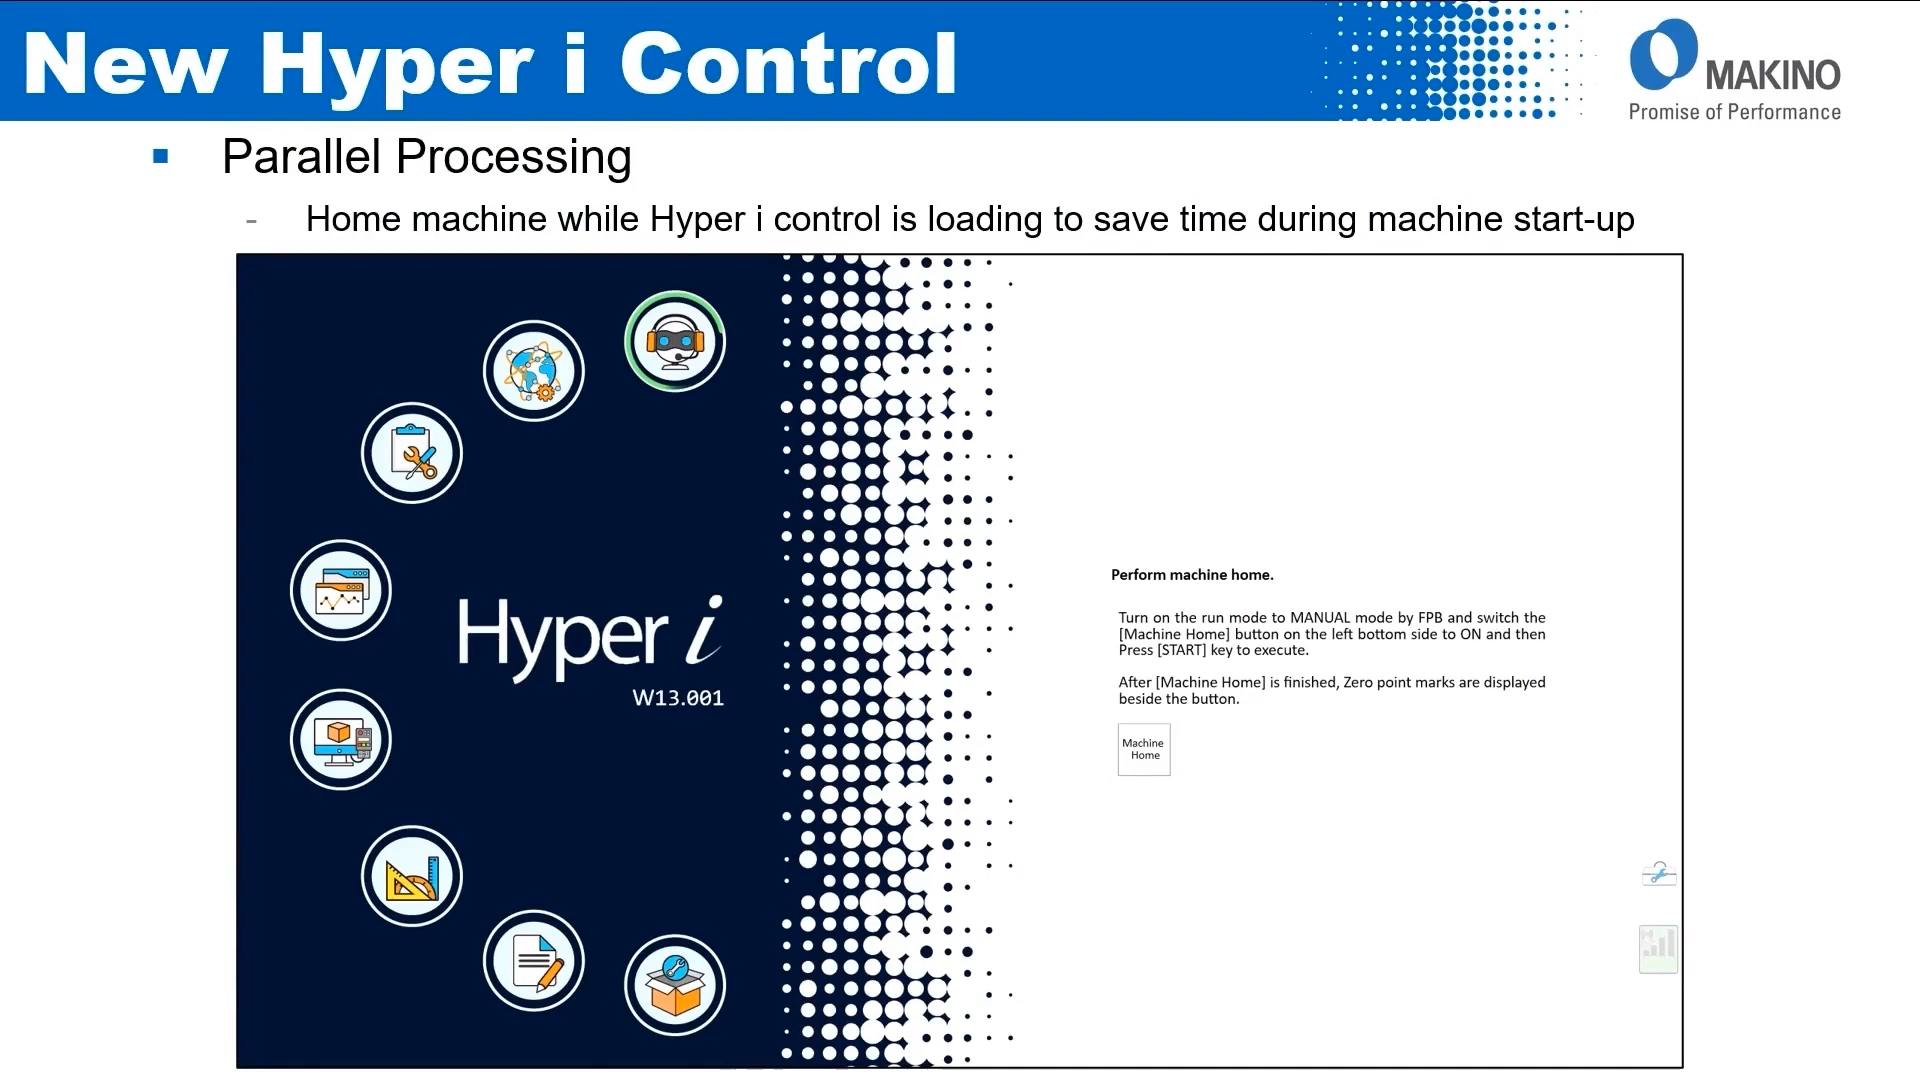 New Hyper i Control
MAKINO
Promise of Performance
Parallel Processing
- Home machine while Hyper i control is loading to save time during machine start-up
Hyper i
W13.001
Perform machine home.
Turn on the run mode to MANUAL mode by FPB and switch the
[Machine Home] button on the left bottom side to ON and then
Press [START] key to execute.
After [Machine Home] is finished, Zero point marks are displayed
beside the button.
Machine
Home